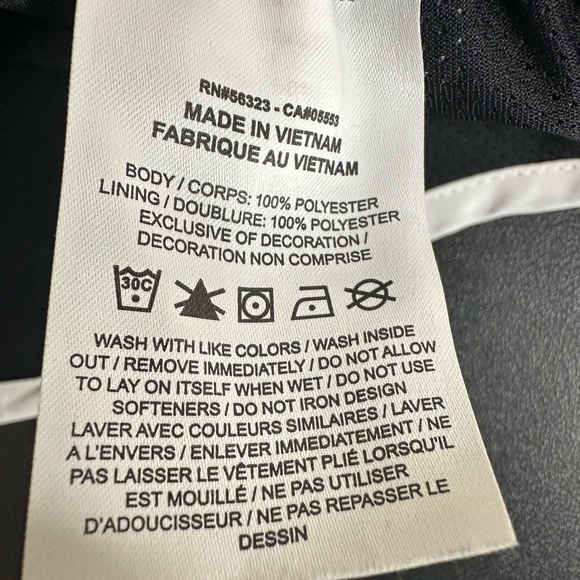 RN#56323 - CA#05553
MADE IN VIETNAM
FABRIQUE AU VIETNAM
BODY / CORPS: 100% POLYESTER
LINING / DOUBLURE: 100% POLYESTER
EXCLUSIVE OF DECORATION /
DECORATION NON COMPRISE
30C
WASH WITH LIKE COLORS / WASH INSIDE
OUT / REMOVE IMMEDIATELY / DO NOT ALLOW
TO LAY ON ITSELF WHEN WET / DO NOT USE
SOFTENERS / DO NOT IRON DESIGN
LAVER AVEC COULEURS SIMILAIRES / LAVER
A L'ENVERS / ENLEVER IMMEDIATEMENT / NE
PAS LAISSER LE VÊTEMENT PLIÉ LORSQU'IL
EST MOUILLÉ / NE PAS UTILISER
D'ADOUCISSEUR / NE PAS REPASSER LE
DESSIN